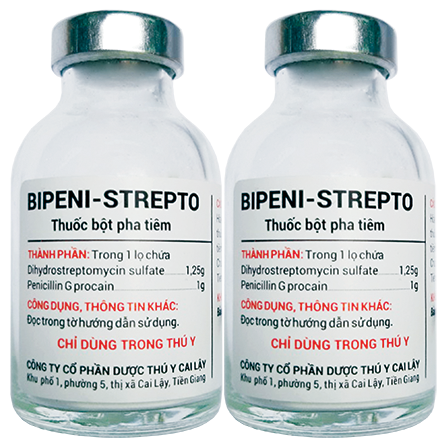 BIPENI-STREPTO
Thuốc bột pha tiêm
THÀNH PHẦN: Trong 1 lọ chứa
Dihydrostreptomycin sulfate 1,25g
Penicillin G procain 1g
CÔNG DỤNG, THÔNG TIN KHÁC:
Đọc trong tờ hướng dẫn sử dụng.
CHỈ DÙNG TRONG THÚ Y
CÔNG TY CỔ PHẦN DƯỢC THÚ Y CAI LẬY
Khu phố 1, phường 5, thị xã Cai Lậy, Tiền Giang
BIPENI-STREPTO
Thuốc bột pha tiêm
THÀNH PHẦN: Trong 1 lọ chứa
Dihydrostreptomycin sulfate 1,25g
Penicillin G procain 1g
CÔNG DỤNG, THÔNG TIN KHÁC:
Đọc trong tờ hướng dẫn sử dụng.
CHỈ DÙNG TRONG THÚ Y
CÔNG TY CỔ PHẦN DƯỢC THÚ Y CAI LẬY
Khu phố 1, phường 5, thị xã Cai Lậy, Tiền Giang